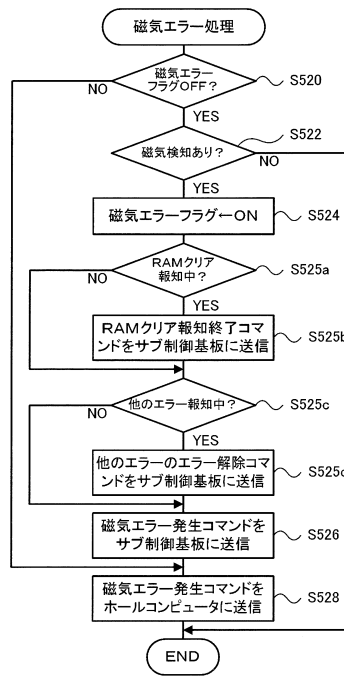 磁気エラー処理
磁気エラー
フラグOFF?
S520
NO
YES
磁気検知あり?
S522
NO
YES
磁気エラーフラグ←ON
S524
RAMクリア
報知中?
S525a
NO
YES
RAMクリア報知終了コマ
ンドをサブ制御基板に送信
S525b
他のエラー報知中?
S525c
NO
YES
他のエラーのエラー解除コマ
ンドをサブ制御基板に送信
磁気エラー発生コマンドを
サブ制御基板に送信
S526
磁気エラー発生コマンドを
ホールコンピュータに送信
S528
END